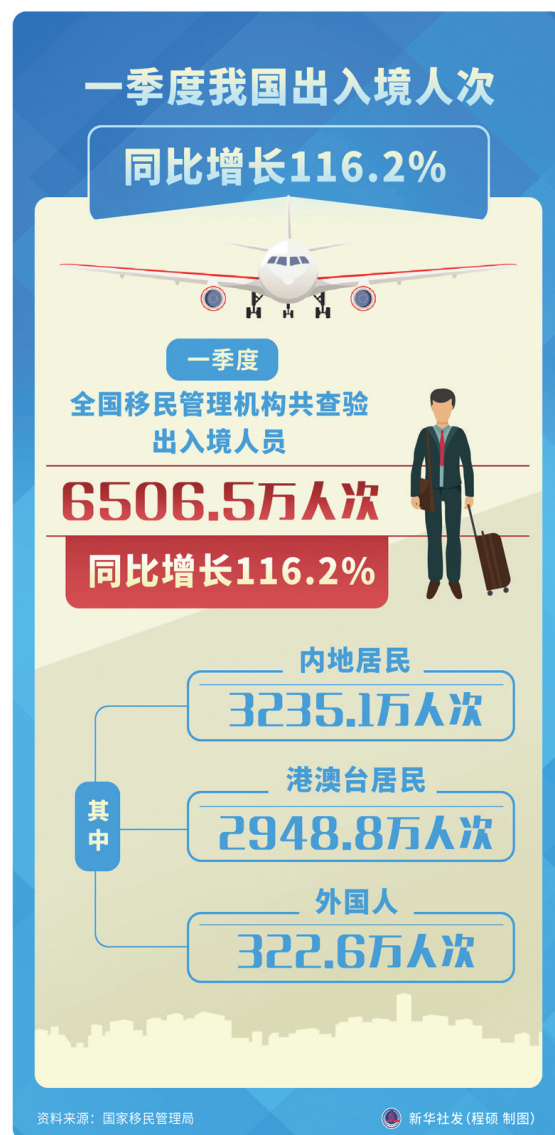 一季度我国出入境人次
同比增长116.2%
一季度
全国移民管理机构共查验
出入境人员
6506.5万人次
同比增长116.2%
内地居民
3235.1万人次
其中
港澳台居民
2948.8万人次
外国人
322.6万人次
资料来源：国家移民管理局
新华社发（程硕 制图）